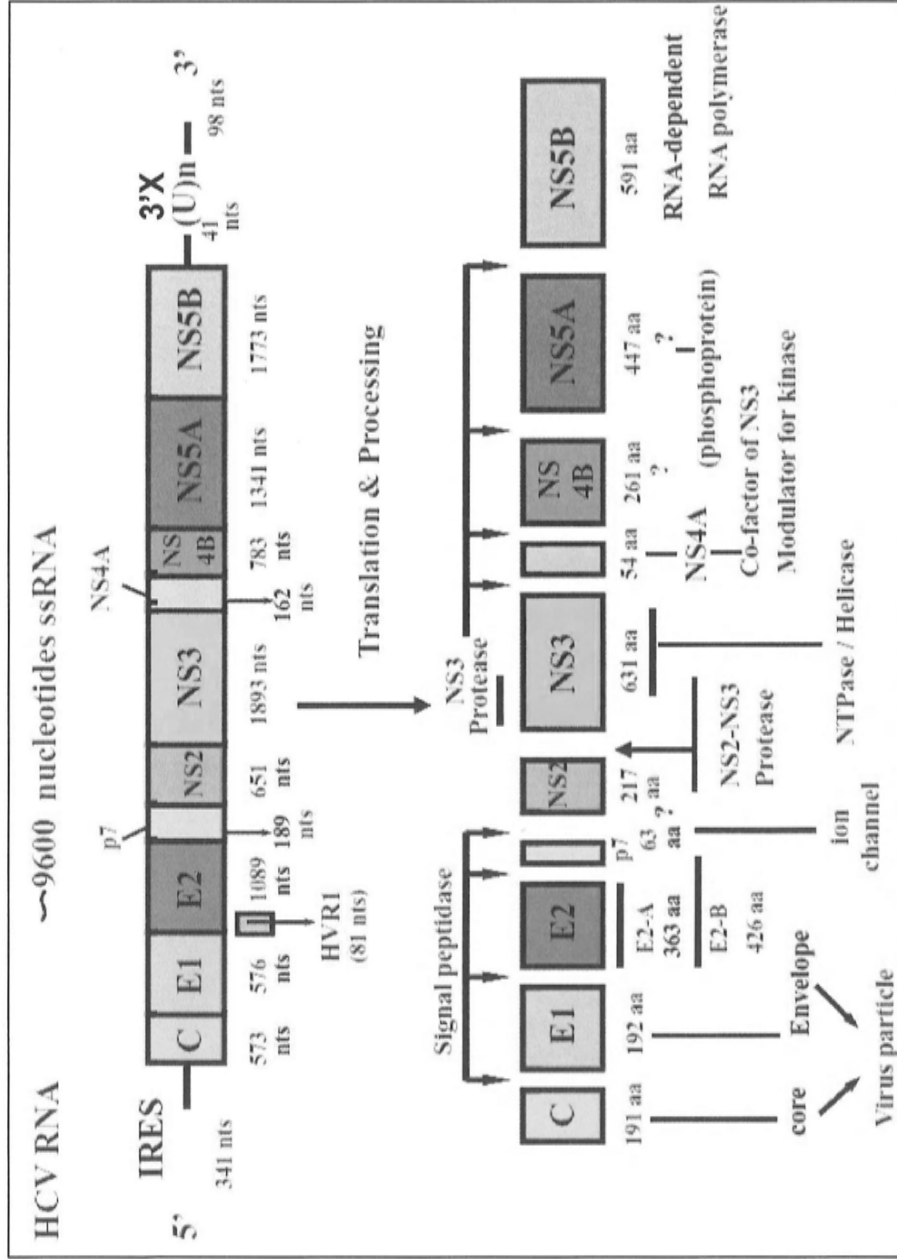 HCV RNA ~9600 nucleotides ssRNA
p7 NS4A
5' IRES C E1 E2 NS2 NS3 NS 4B NS5A NS5B 3'X (U)n 3'
341 nts
573 nts
576 nts
1089 nts
189 nts
651 nts
1893 nts
162 nts
783 nts
1341 nts
1773 nts
41 nts
98 nts
1
HVR1
(81 nts)
Translation & Processing
Signal peptidase
NS3
Protease
C E1 E2 NS2 NS3 NS 4B NS5A NS5B
191 aa
192 aa
E2-A
363 aa
E2-B
426 aa
p7
63
aa ?
217
aa
631 aa
54 aa
261 aa
?
447 aa
?
591 aa
core
Envelope
Virus particle
ion
channel
NS2-NS3
Protease
NTPase / Helicase
NS4A
Co-factor of NS3
Modulator for kinase
(phosphoprotein)
RNA-dependent
RNA polymerase